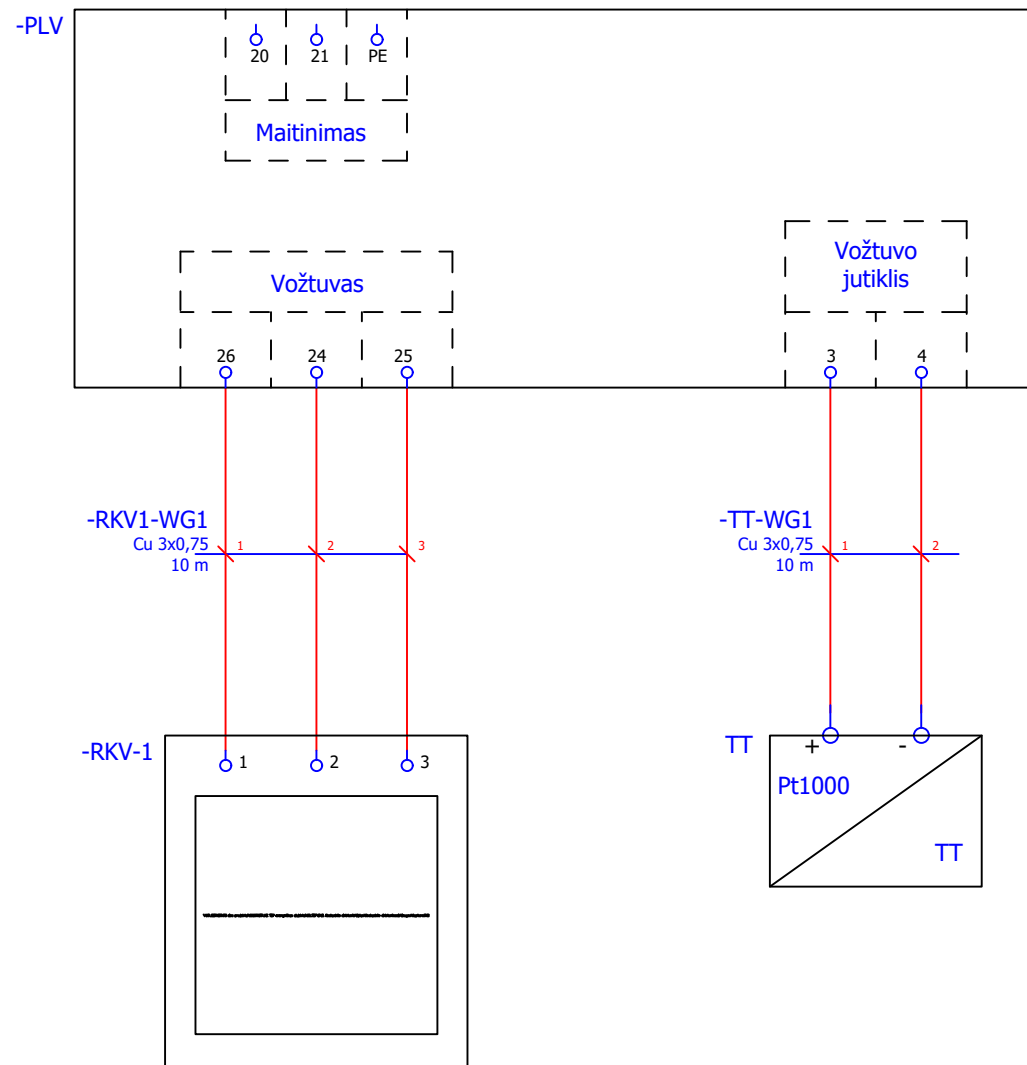 -PLV
20 21 PE
Maitinimas
Vožtuvas
Vožtuvo
jutiklis
26 24 25
3 4
-RKV1-WG1
Cu 3x0,75
10 m
1 2 3
-TT-WG1
Cu 3x0,75
10 m
1 2
-RKV-1
1 2 3
TT
+ -
Pt1000
TT